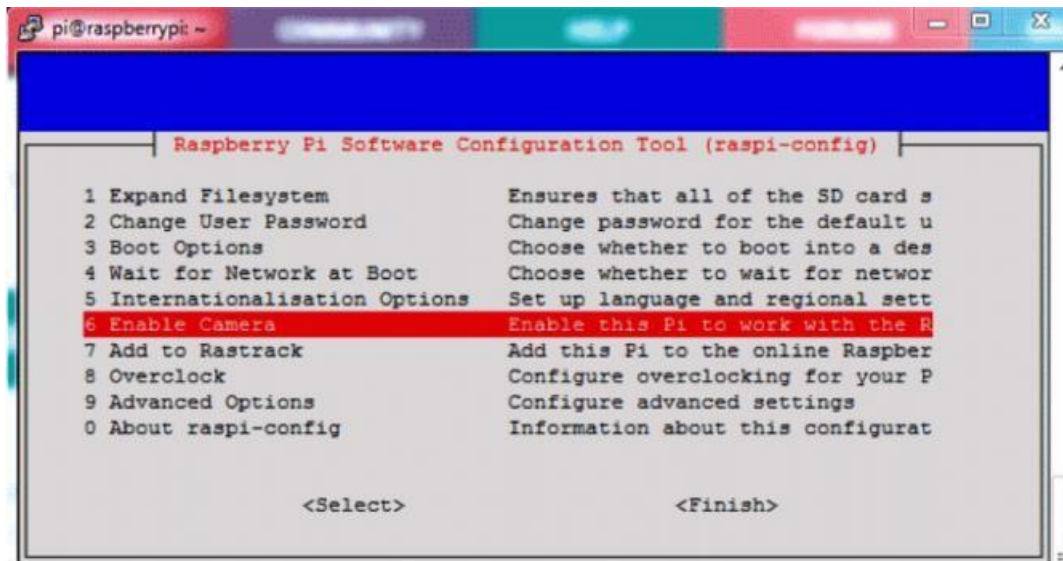 pi@raspberrypi: ~
Raspberry Pi Software Configuration Tool (raspi-config)
1 Expand Filesystem Ensures that all of the SD card s
2 Change User Password Change password for the default u
3 Boot Options Choose whether to boot into a des
4 Wait for Network at Boot Choose whether to wait for networ
5 Internationalisation Options Set up language and regional sett
6 Enable Camera Enable this Pi to work with the R
7 Add to Rastrack Add this Pi to the online Raspber
8 Overclock Configure overclocking for your P
9 Advanced Options Configure advanced settings
0 About raspi-config Information about this configurat
<Select> <Finish>